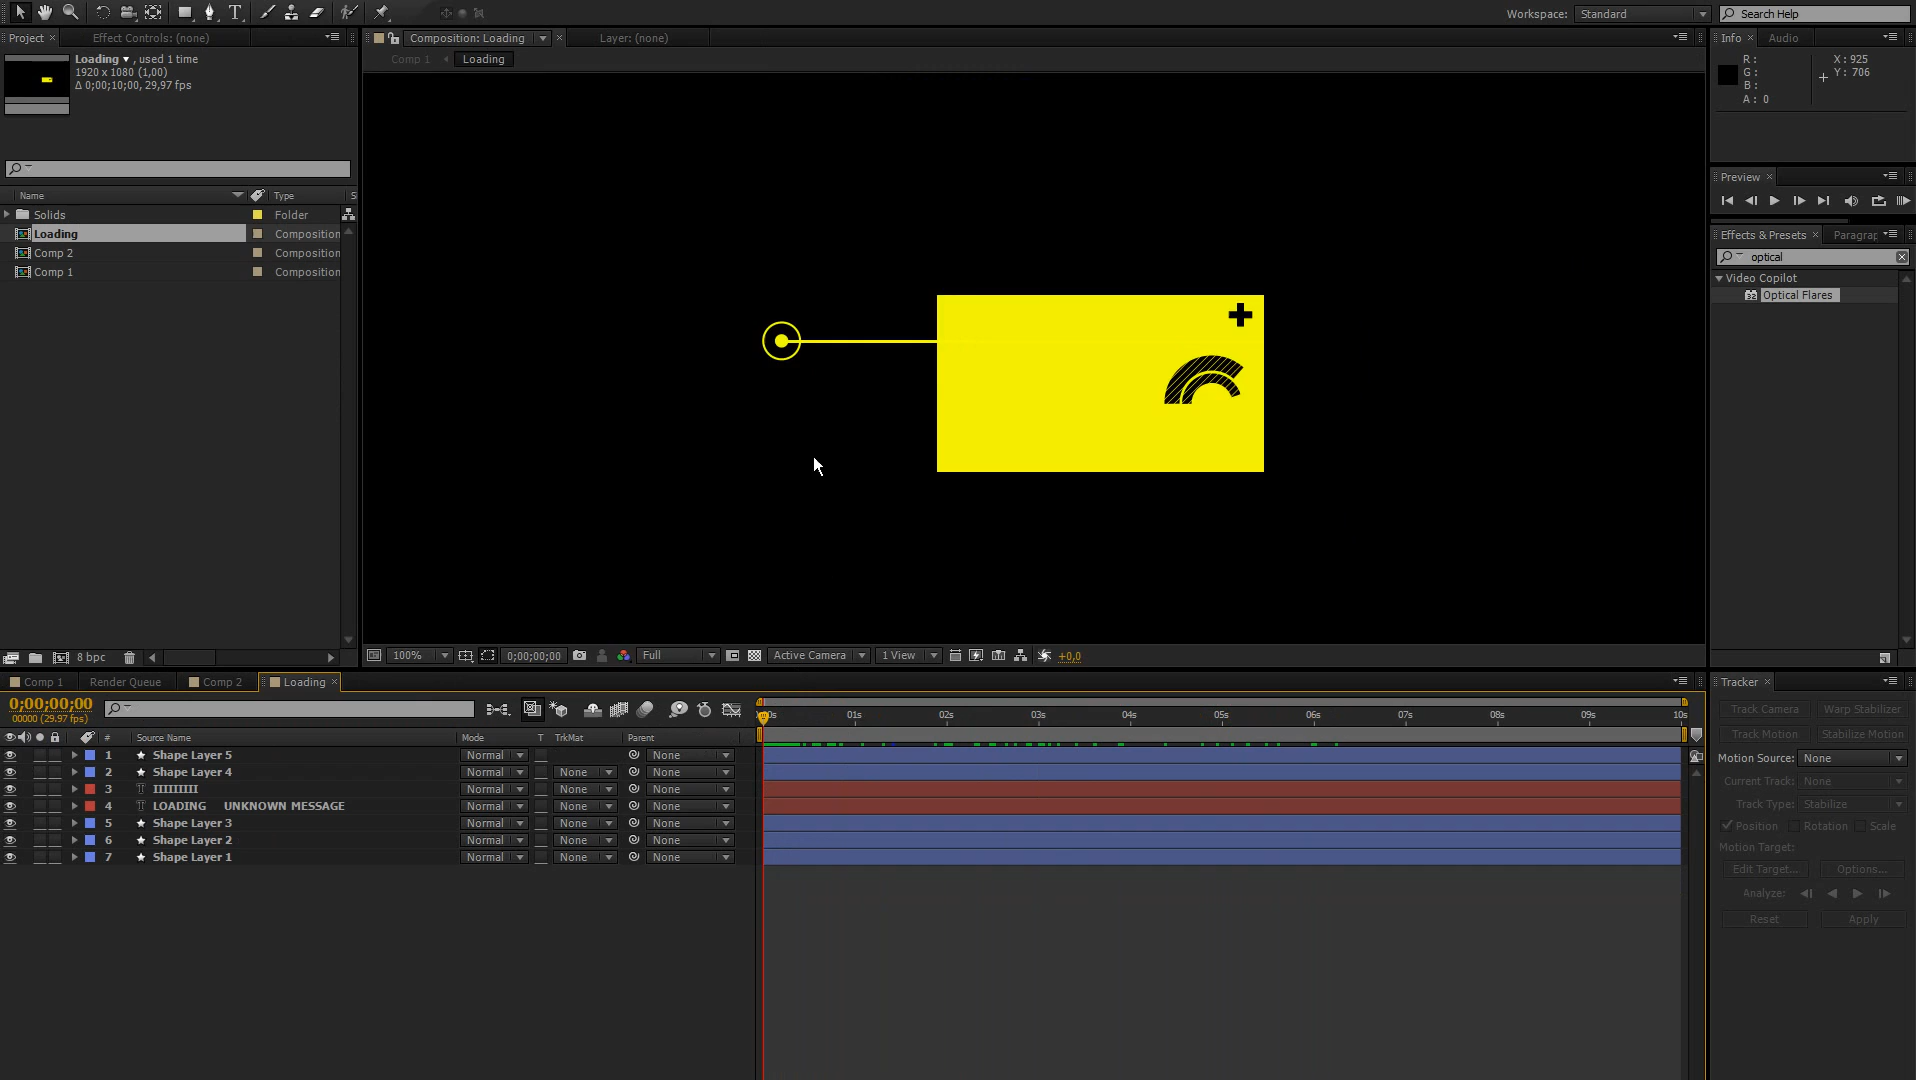 Workspace: Standard Search Help
Project Effect Controls: (none) Composition: Loading Layer: (none) Info Audio
Loading , used 1 time
1920 x 1080 (1,00)
Δ 0;00;10;00, 29,97 fps
Comp 1 Loading
R : X : 925
G : Y : 706
B :
A : 0
Preview
Name Type S
Solids Folder
Loading Composition
Comp 2 Composition
Comp 1 Composition
Effects & Presets Paragrap
optical
Video Copilot
32 Optical Flares
8 bpc
100% 0;00;00;00 Full Active Camera 1 View +0,0
Comp 1 Render Queue Comp 2 Loading
0;00;00;00
00000 (29.97 fps)
0s 01s 02s 03s 04s 05s 06s 07s 08s 09s 10s
# Source Name Mode T TrkMat Parent
1 Shape Layer 5 Normal None
2 Shape Layer 4 Normal None None
3 T IIIIIIIII Normal None None
4 T LOADING UNKNOWN MESSAGE Normal None None
5 Shape Layer 3 Normal None None
6 Shape Layer 2 Normal None None
7 Shape Layer 1 Normal None None
Tracker
Track Camera Warp Stabilizer
Track Motion Stabilize Motion
Motion Source: None
Current Track: None
Track Type: Stabilize
Position Rotation Scale
Motion Target:
Edit Target... Options...
Analyze:
Reset Apply